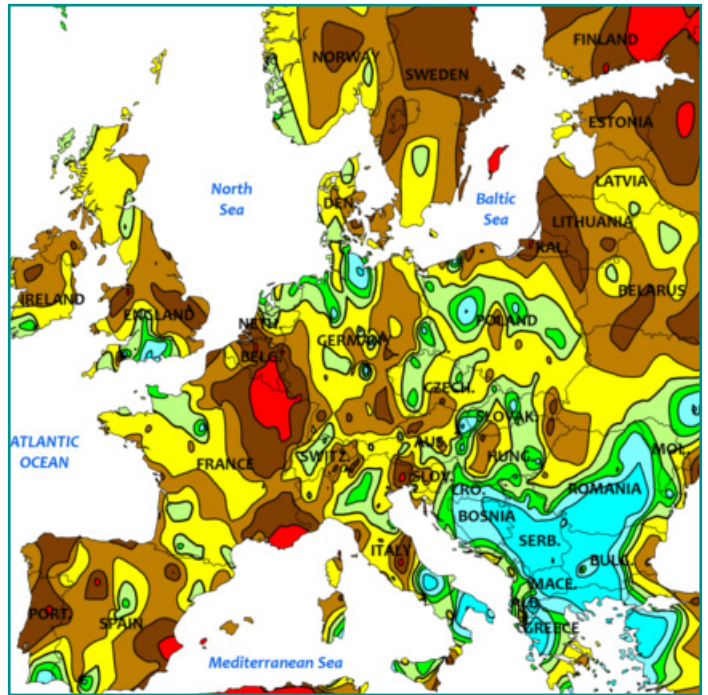 NORWAY
FINLAND
SWEDEN
ESTONIA
North
Sea
LATVIA
DEN.
Baltic
Sea
LITHUANIA
KAL.
IRELAND
ENGLAND
BELARUS
NETH.
POLAND
GERMANY
BELG.
CZECH.
SLOVAK.
ATLANTIC
OCEAN
AUS.
MOL.
FRANCE
SWITZ.
HUNG.
SLOV.
CRO.
ROMANIA
BOSNIA
SERB.
ITALY
BULG.
MACE.
ALB.
PORT.
SPAIN
GREECE
Mediterranean Sea